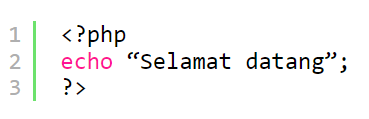 1 <?php
2 echo “Selamat datang”;
3 ?>